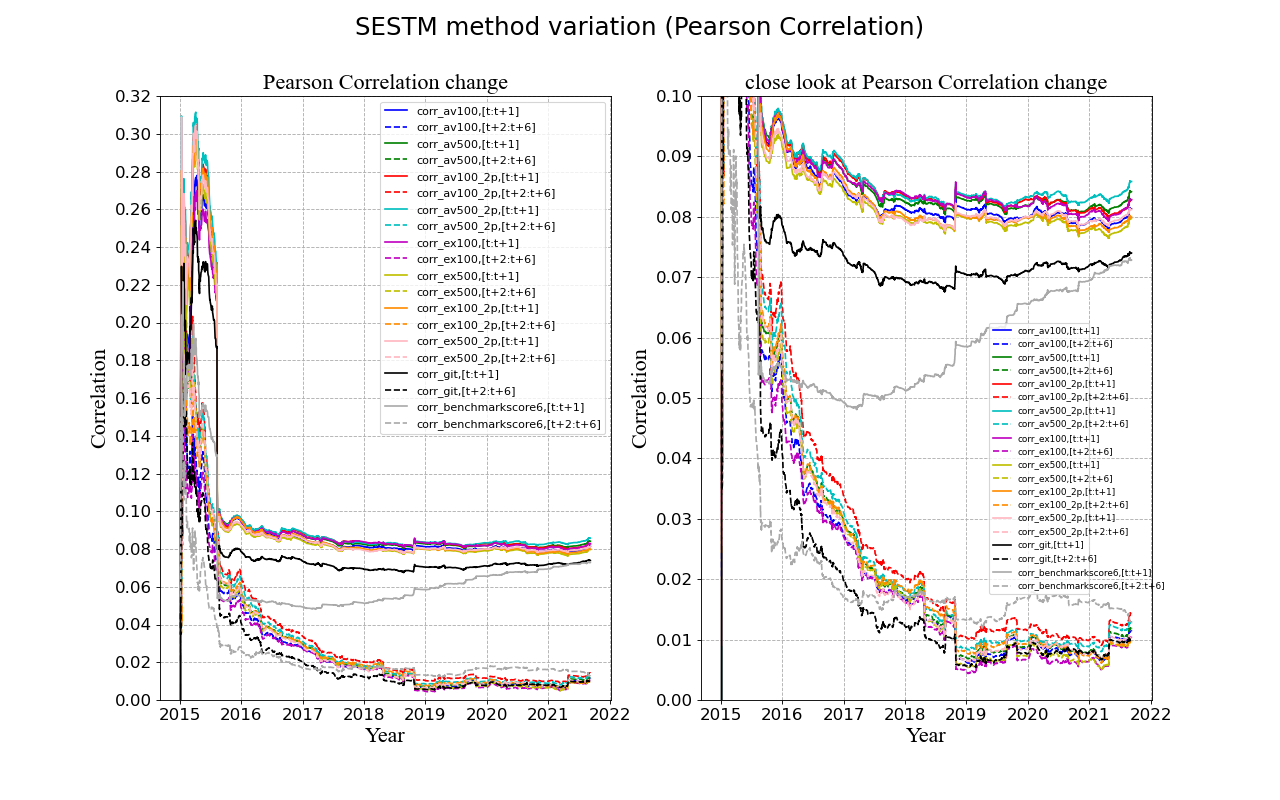 SESTM method variation (Pearson Correlation)
Pearson Correlation change
0.32
0.30
0.28
0.26
0.24
0.22
0.20
0.18
0.16
0.14
0.12
0.10
0.08
0.06
0.04
0.02
0.00
Correlation
corr_av100,[t:t+1]
corr_av100,[t+2:t+6]
corr_av500,[t:t+1]
corr_av500,[t+2:t+6]
corr_av100_2p,[t:t+1]
corr_av100_2p,[t+2:t+6]
corr_av500_2p,[t:t+1]
corr_av500_2p,[t+2:t+6]
corr_ex100,[t:t+1]
corr_ex100,[t+2:t+6]
corr_ex500,[t:t+1]
corr_ex500,[t+2:t+6]
corr_ex100_2p,[t:t+1]
corr_ex100_2p,[t+2:t+6]
corr_ex500_2p,[t:t+1]
corr_ex500_2p,[t+2:t+6]
corr_git,[t:t+1]
corr_git,[t+2:t+6]
corr_benchmarkscore6,[t:t+1]
corr_benchmarkscore6,[t+2:t+6]
2015 2016 2017 2018 2019 2020 2021 2022
Year
close look at Pearson Correlation change
0.10
0.09
0.08
0.07
0.06
0.05
0.04
0.03
0.02
0.01
0.00
Correlation
corr_av100,[t:t+1]
corr_av100,[t+2:t+6]
corr_av500,[t:t+1]
corr_av500,[t+2:t+6]
corr_av100_2p,[t:t+1]
corr_av100_2p,[t+2:t+6]
corr_av500_2p,[t:t+1]
corr_av500_2p,[t+2:t+6]
corr_ex100,[t:t+1]
corr_ex100,[t+2:t+6]
corr_ex500,[t:t+1]
corr_ex500,[t+2:t+6]
corr_ex100_2p,[t:t+1]
corr_ex100_2p,[t+2:t+6]
corr_ex500_2p,[t:t+1]
corr_ex500_2p,[t+2:t+6]
corr_git,[t:t+1]
corr_git,[t+2:t+6]
corr_benchmarkscore6,[t:t+1]
corr_benchmarkscore6,[t+2:t+6]
2015 2016 2017 2018 2019 2020 2021 2022
Year